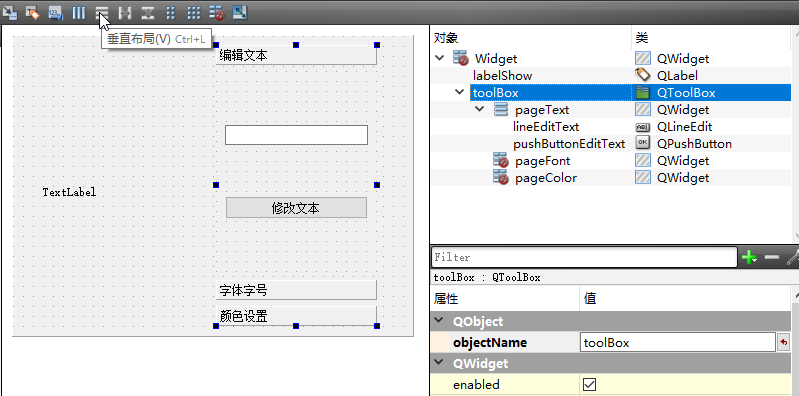 垂直布局(V) Ctrl+L
编辑文本
TextLabel
修改文本
字体字号
颜色设置
对象 类
Widget QWidget
labelShow QLabel
toolBox QToolBox
pageText QWidget
lineEditText QLineEdit
pushButtonEditText QPushButton
pageFont QWidget
pageColor QWidget
Filter
toolBox : QToolBox
属性 值
QObject
objectName toolBox
QWidget
enabled